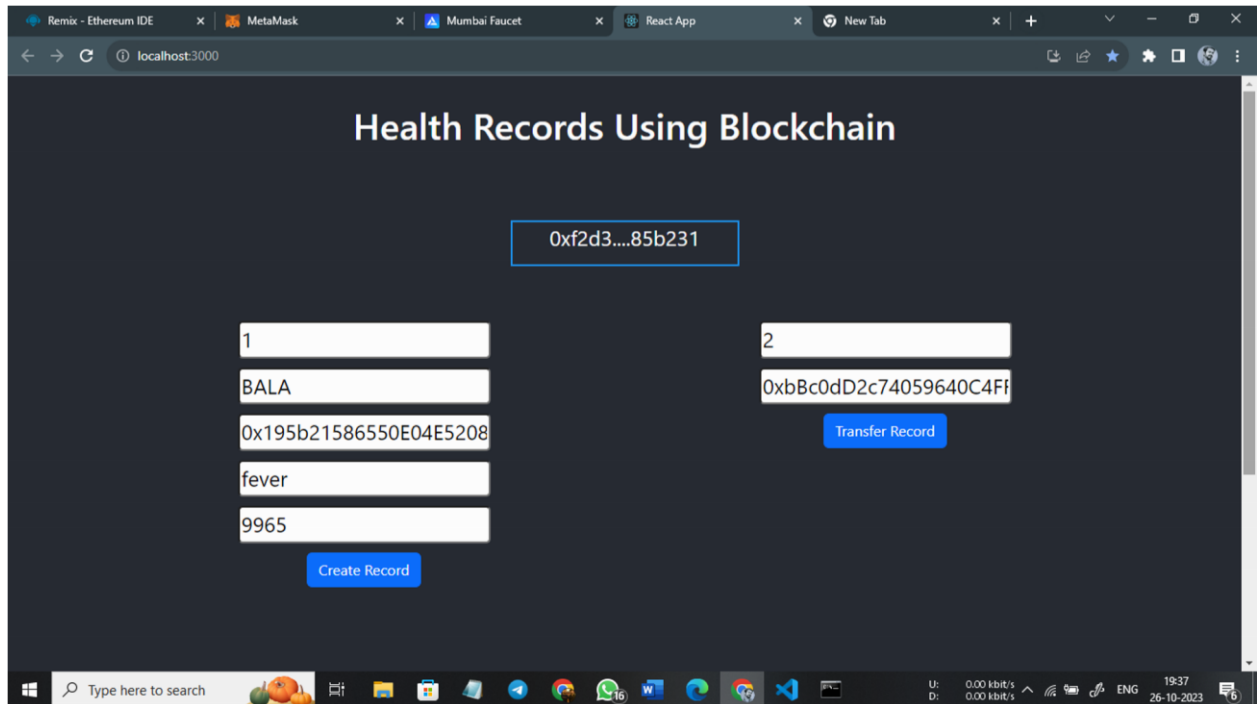 Remix - Ethereum IDE
MetaMask
Mumbai Faucet
React App
New Tab
localhost:3000
Health Records Using Blockchain
0xf2d3....85b231
1
BALA
0x195b21586550E04E5208
fever
9965
Create Record
2
0xbBc0dD2c74059640C4FF
Transfer Record
Type here to search
16
U: 0.00 kbit/s
D: 0.00 kbit/s
ENG
19:37
26-10-2023
6